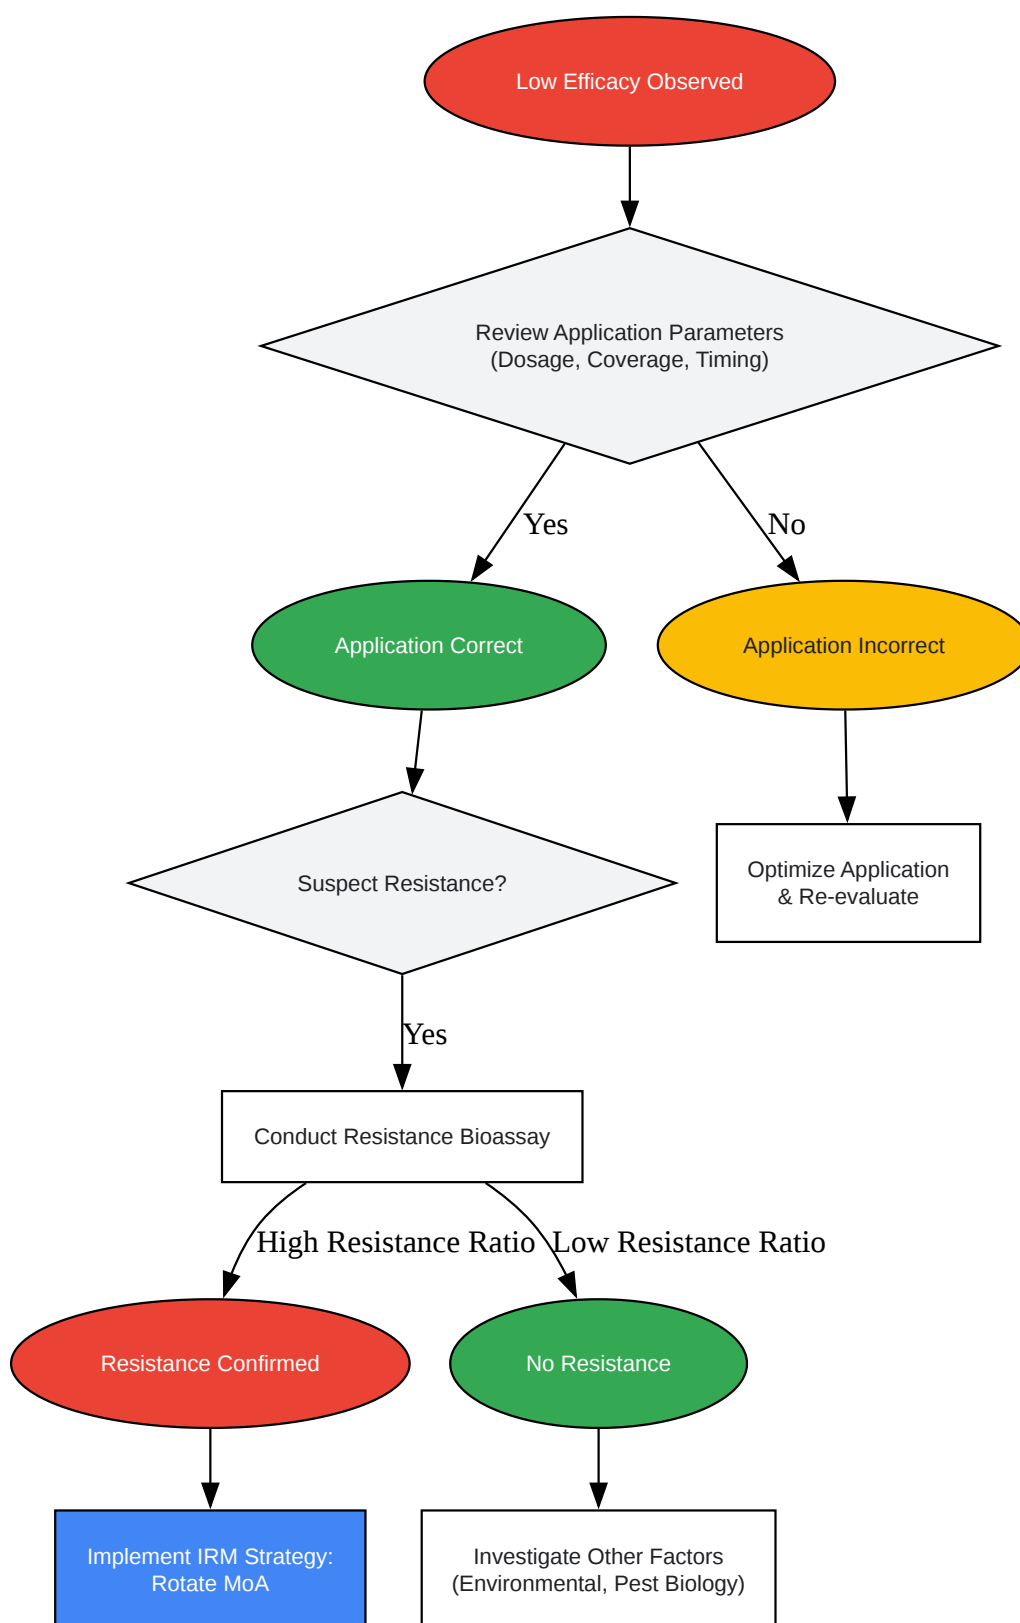 Low Efficacy Observed
Review Application Parameters
(Dosage, Coverage, Timing)
Yes
No
Application Correct
Application Incorrect
Suspect Resistance?
Optimize Application
& Re-evaluate
Yes
Conduct Resistance Bioassay
High Resistance Ratio
Low Resistance Ratio
Resistance Confirmed
No Resistance
Implement IRM Strategy:
Rotate MoA
Investigate Other Factors
(Environmental, Pest Biology)